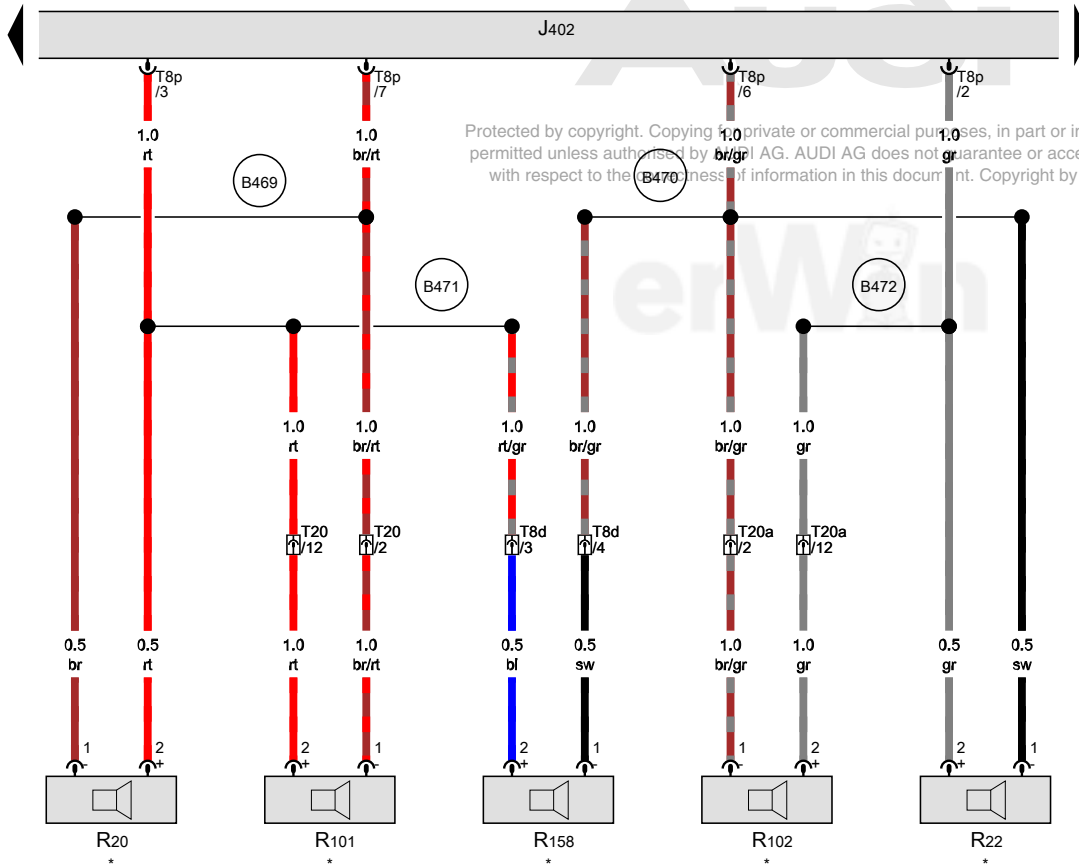 AUDI
J402
T8p
/3
T8p
/7
T8p
/6
T8p
/2
1.0
rt
1.0
br/rt
1.0
br/gr
1.0
gr
Protected by copyright. Copying for private or commercial purposes, in part or in
permitted unless authorised by AUDI AG. AUDI AG does not guarantee or acce
with respect to the correctness of information in this document. Copyright by
B469
B470
B471
B472
erWin
1.0
rt
1.0
br/rt
1.0
rt/gr
1.0
br/gr
1.0
br/gr
1.0
gr
T20
/12
T20
/2
T8d
/3
T8d
/4
T20a
/2
T20a
/12
0.5
br
0.5
rt
1.0
rt
1.0
br/rt
0.5
bl
0.5
sw
1.0
br/gr
1.0
gr
0.5
gr
0.5
sw
1
-
2
+
2
+
1
-
2
+
1
-
1
-
2
+
2
+
1
-
R20
*
R101
*
R158
*
R102
*
R22
*